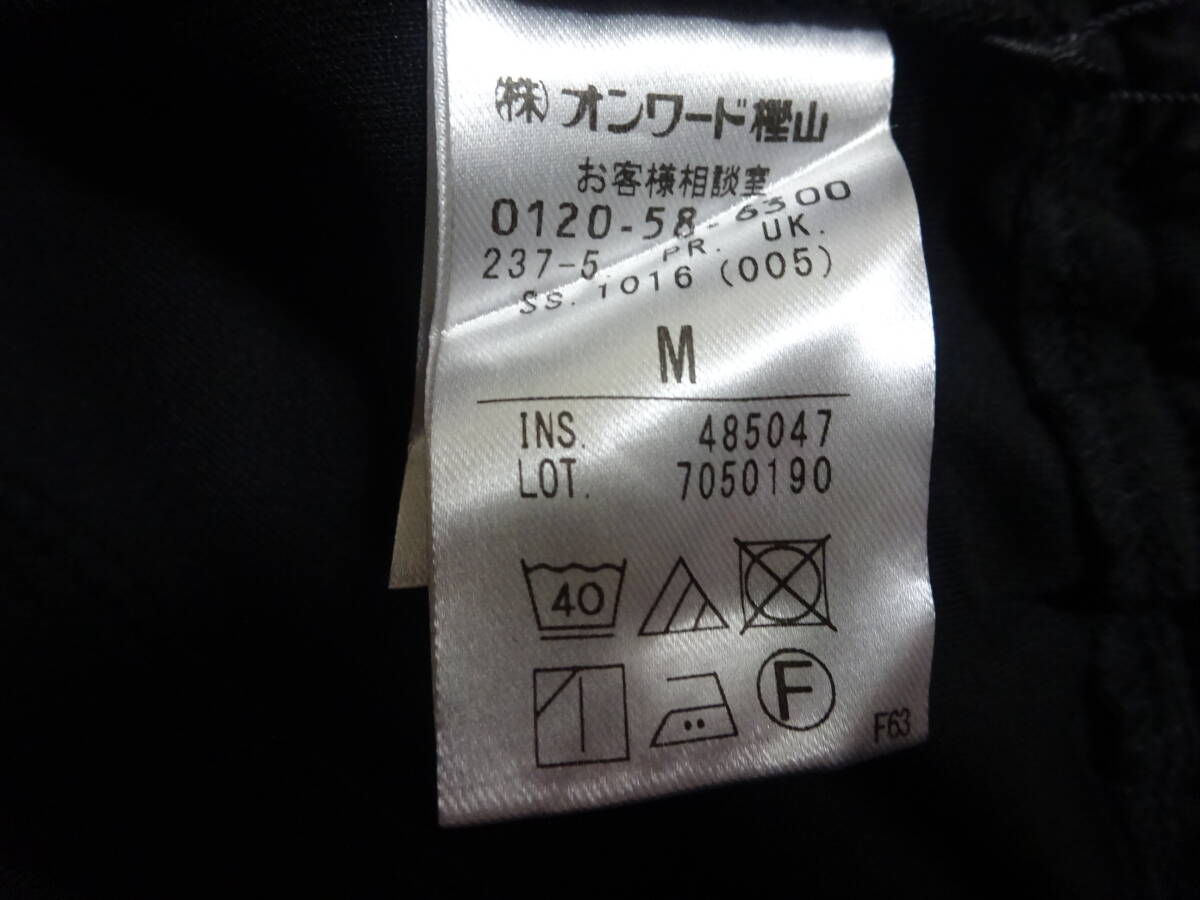 ㈱オンワード樫山
お客様相談室
0120-58-6300
237-5. PR. UK.
SS. 1016 (005)
M
INS. 485047
LOT. 7050190
40
F
F63